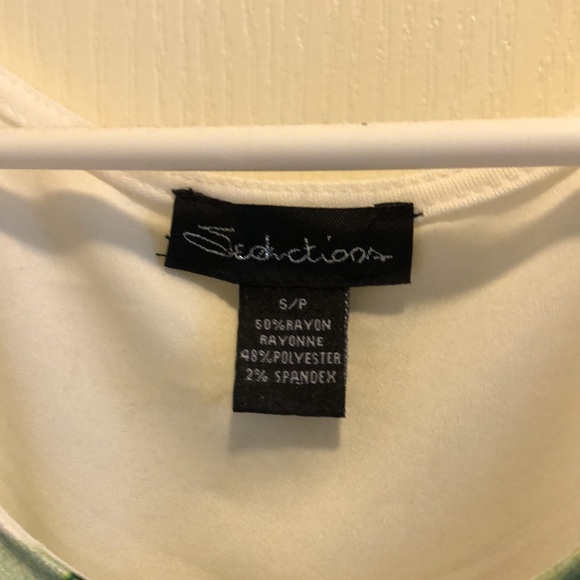 Seductions
S/P
50%RAYON
RAYONNE
48%POLYESTER
2% SPANDEX